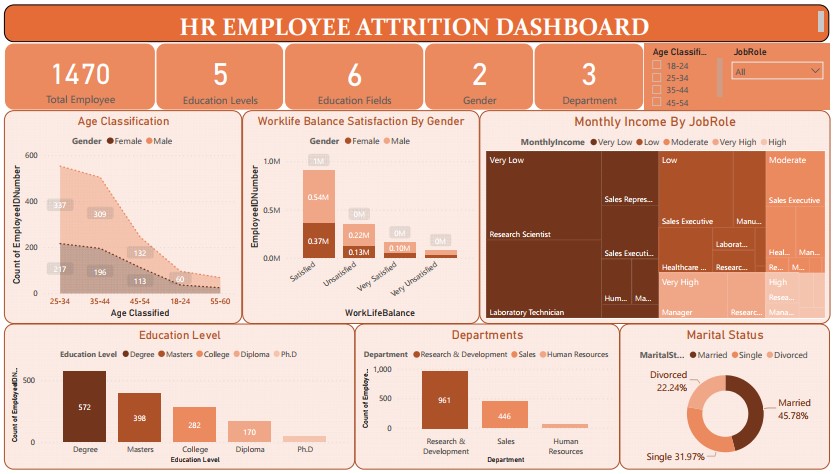 HR EMPLOYEE ATTRITION DASHBOARD
1470
Total Employee
5
Education Levels
6
Education Fields
2
Gender
3
Department
Age Classifi...
18-24
25-34
35-44
45-54
JobRole
All
Age Classification
Gender Female Male
Count of EmployeeIDNumber
600
400
200
0
337
309
132
60
237
196
113
25-34 35-44 45-54 18-24 55-60
Age Classified
Worklife Balance Satisfaction By Gender
Gender Female Male
EmployeeIDNumber
1.0M
0.5M
0.0M
1M
0.54M
0.37M
0M
0.22M
0.13M
0M
0.10M
0M
Satisfied Unsatisfied Very Satisfied Very Unsatisfied
WorkLifeBalance
Monthly Income By JobRole
MonthlyIncome Very Low Low Moderate Very High High
Very Low
Research Scientist
Laboratory Technician
Sales Repres...
Sales Executi...
Hum... Ma...
Low
Sales Executive
Manu...
Healthcare ...
Laborat...
Researc...
Moderate
Sales Executive
Heal... Man...
Re... M...
Very High
Manager
Researc...
High
Resea...
Mana...
Education Level
Education Level Degree Masters College Diploma Ph.D
Count of EmployeeIDN..
500
0
572
398
282
170
Degree Masters College Diploma Ph.D
Education Level
Departments
Department Research & Development Sales Human Resources
Count of Employe...
1,000
500
0
961
446
Research &
Development
Sales
Human
Resources
Department
Marital Status
MaritalSt... Married Single Divorced
Divorced
22.24%
Married
45.78%
Single 31.97%